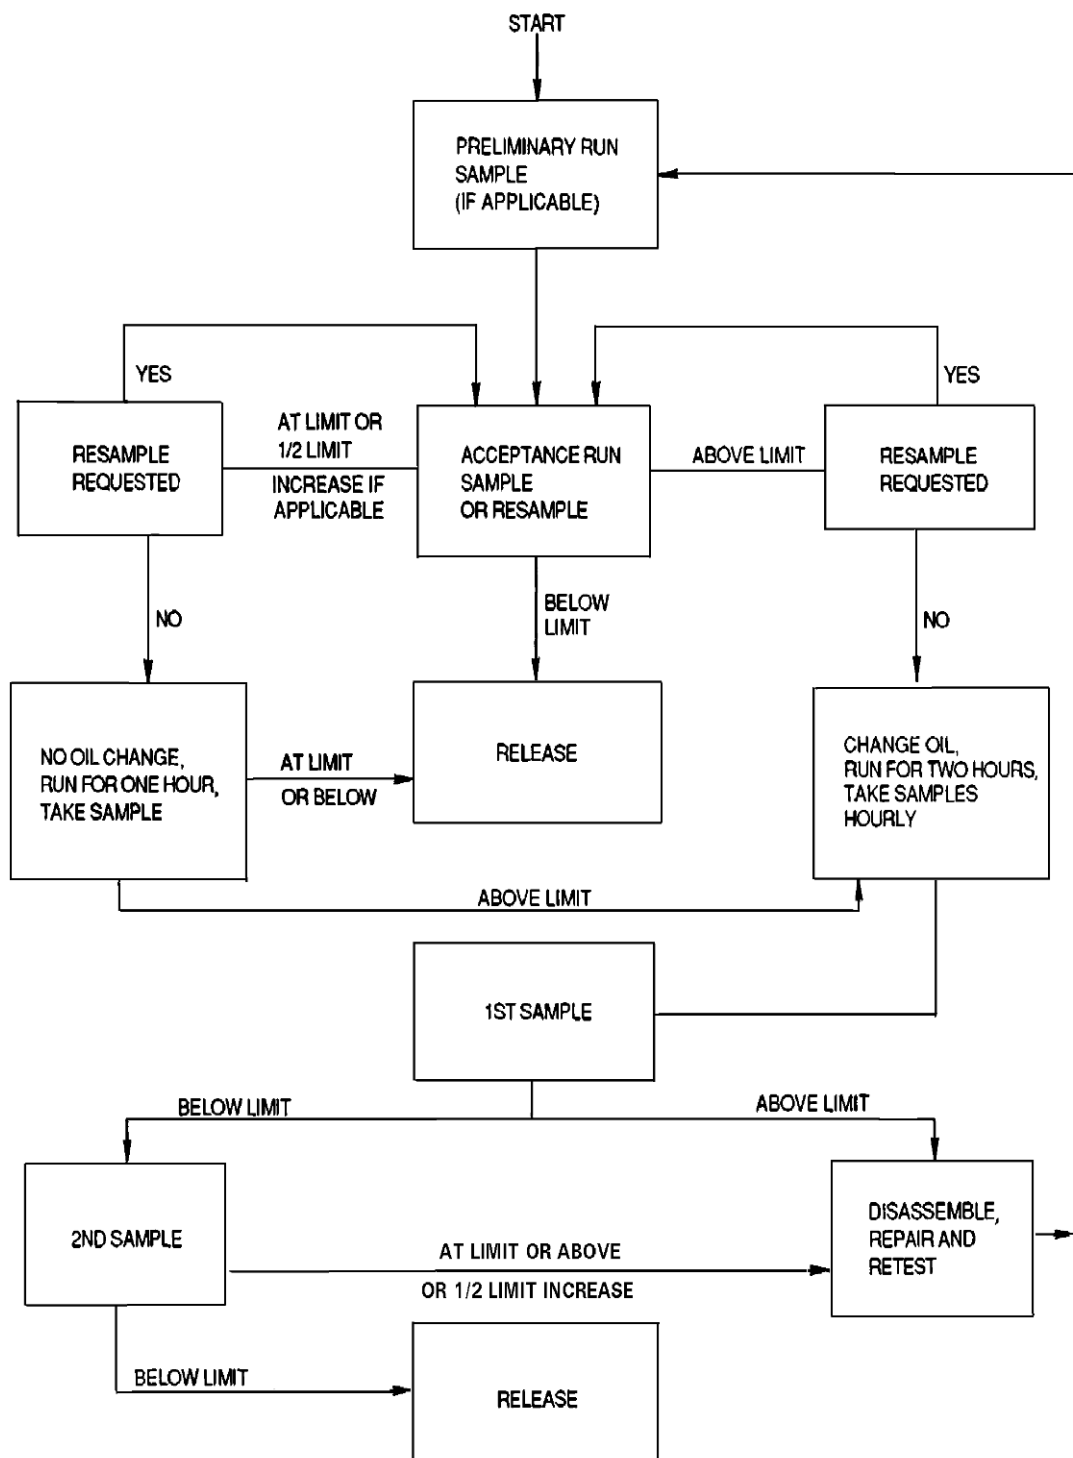 START
PRELIMINARY RUN
SAMPLE
(IF APPLICABLE)
YES
YES
RESAMPLE
REQUESTED
AT LIMIT OR
1/2 LIMIT
INCREASE IF
APPLICABLE
ACCEPTANCE RUN
SAMPLE
OR RESAMPLE
ABOVE LIMIT
RESAMPLE
REQUESTED
NO
BELOW
LIMIT
NO
NO OIL CHANGE,
RUN FOR ONE HOUR,
TAKE SAMPLE
AT LIMIT
OR BELOW
RELEASE
CHANGE OIL,
RUN FOR TWO HOURS,
TAKE SAMPLES
HOURLY
ABOVE LIMIT
1ST SAMPLE
BELOW LIMIT
ABOVE LIMIT
2ND SAMPLE
AT LIMIT OR ABOVE
OR 1/2 LIMIT INCREASE
DISASSEMBLE,
REPAIR AND
RETEST
BELOW LIMIT
RELEASE